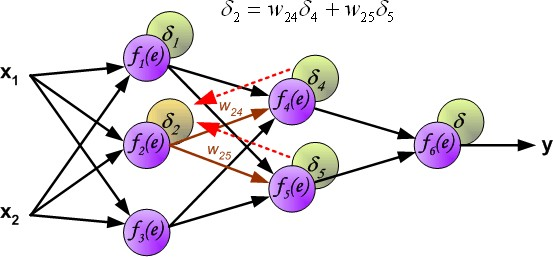 δ₂ = w₂₄δ₄ + w₂₅δ₅
δ₁
f₁(e)
x₁
δ₄
f₄(e)
w₂₄
δ₂
f₂(e)
δ
f₆(e)
y
w₂₅
δ₅
f₅(e)
x₂
f₃(e)